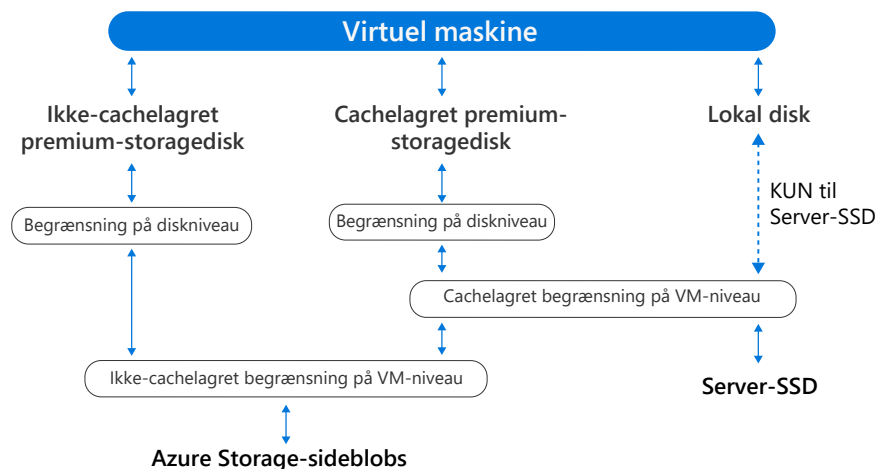 Virtuel maskine
Ikke-cachelagret
premium-storagedisk
Cachelagret premium-
storagedisk
Lokal disk
KUN til
Server-SSD
Begrænsning på diskniveau
Begrænsning på diskniveau
Cachelagret begrænsning på VM-niveau
Ikke-cachelagret begrænsning på VM-niveau
Server-SSD
Azure Storage-sideblobs